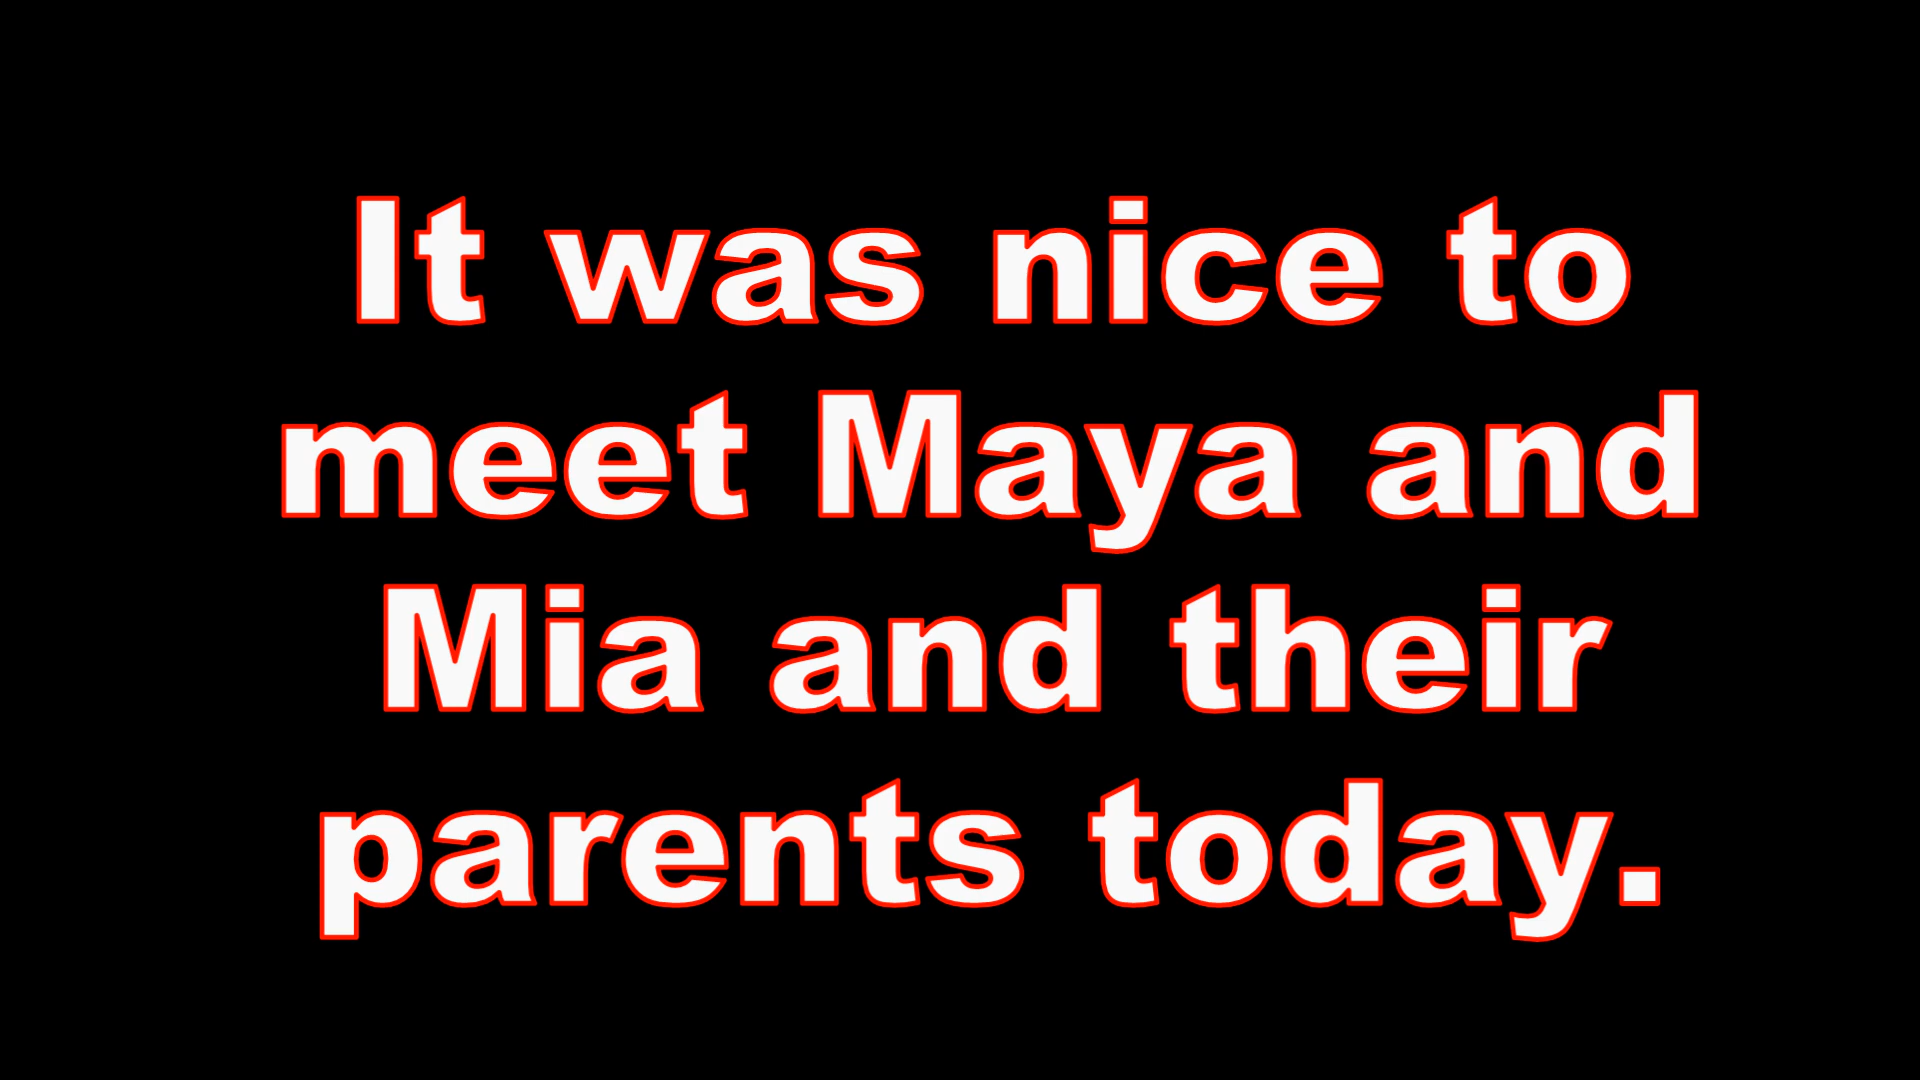 It was nice to
meet Maya and
Mia and their
parents today.